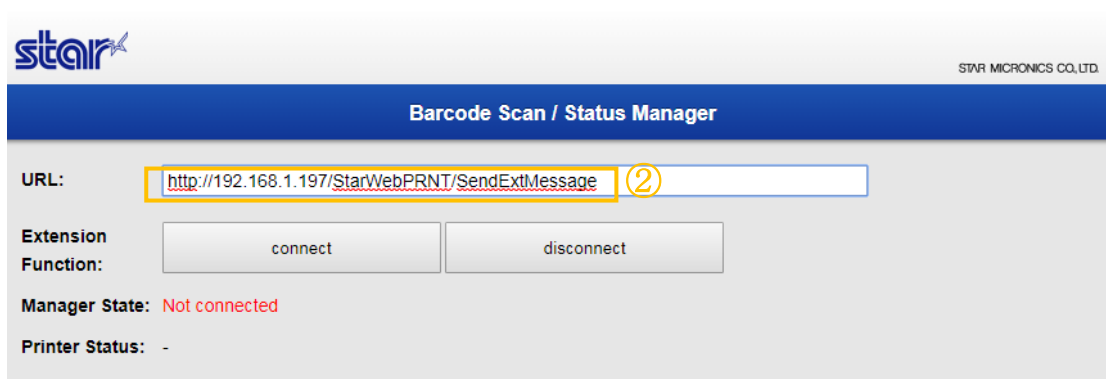 star
STAR MICRONICS CO., LTD.
Barcode Scan / Status Manager
URL: http://192.168.1.197/StarWebPRNT/SendExtMessage ②
Extension
Function: connect disconnect
Manager State: Not connected
Printer Status: -